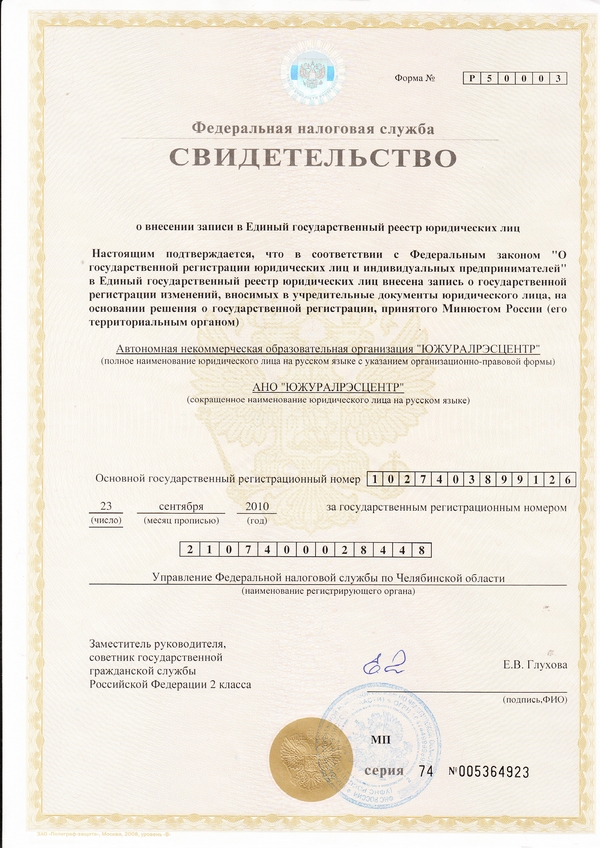 Форма № Р50003
Федеральная налоговая служба
СВИДЕТЕЛЬСТВО
о внесении записи в Единый государственный реестр юридических лиц
Настоящим подтверждается, что в соответствии с Федеральным законом "О
государственной регистрации юридических лиц и индивидуальных предпринимателей"
в Единый государственный реестр юридических лиц внесена запись о государственной
регистрации изменений, вносимых в учредительные документы юридического лица, на
основании решения о государственной регистрации, принятого Минюстом России (его
территориальным органом)
Автономная некоммерческая образовательная организация "ЮЖУРАЛРЭСЦЕНТР"
(полное наименование юридического лица на русском языке с указанием организационно-правовой формы)
АНО "ЮЖУРАЛРЭСЦЕНТР"
(сокращенное наименование юридического лица на русском языке)
Основной государственный регистрационный номер 1027403899126
23 сентября 2010 за государственным регистрационным номером
(число) (месяц прописью) (год)
2107400028448
Управление Федеральной налоговой службы по Челябинской области
(наименование регистрирующего органа)
Заместитель руководителя,
советник государственной
гражданской службы
Российской Федерации 2 класса
Е.В. Глухова
(подпись,ФИО)
МП
серия 74 №005364923